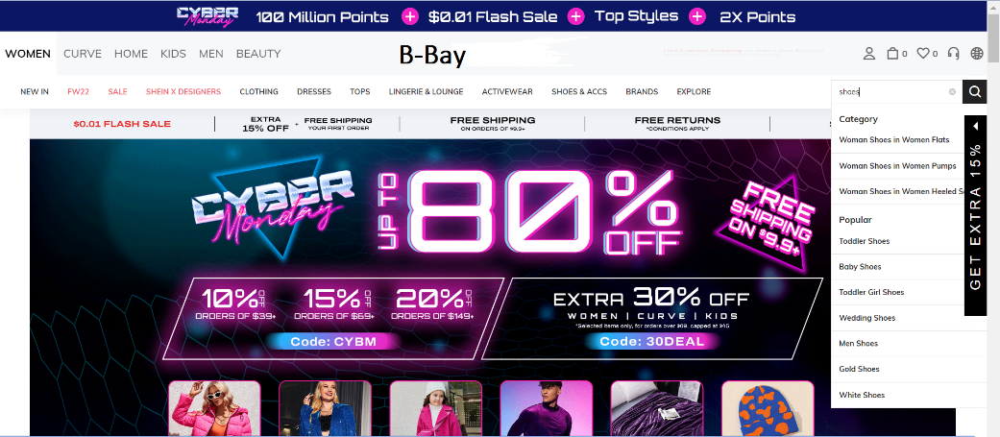 CYBER Monday 100 Million Points + $0.01 Flash Sale + Top Styles + 2X Points
WOMEN CURVE HOME KIDS MEN BEAUTY
B-Bay
0 0
NEW IN FW22 SALE SHEIN X DESIGNERS CLOTHING DRESSES TOPS LINGERIE & LOUNGE ACTIVEWEAR SHOES & ACCS BRANDS EXPLORE
shoes
$0.01 FLASH SALE
EXTRA
15% OFF
+
FREE SHIPPING
YOUR FIRST ORDER
FREE SHIPPING
ON ORDERS OF $9.9+
FREE RETURNS
*CONDITIONS APPLY
CYBER
Monday
UP TO
80%
OFF
FREE
SHIPPING
ON $9.9+
10% OFF
ORDERS OF $39+
15% OFF
ORDERS OF $69+
20% OFF
ORDERS OF $149+
Code: CYBM
EXTRA 30% OFF
WOMEN | CURVE | KIDS
*Selected items only, for orders over $39, capped at $45
Code: 30DEAL
Category
Woman Shoes in Women Flats
Woman Shoes in Women Pumps
Woman Shoes in Women Heeled
Popular
Toddler Shoes
Baby Shoes
Toddler Girl Shoes
Wedding Shoes
Men Shoes
Gold Shoes
White Shoes
GET EXTRA 15%